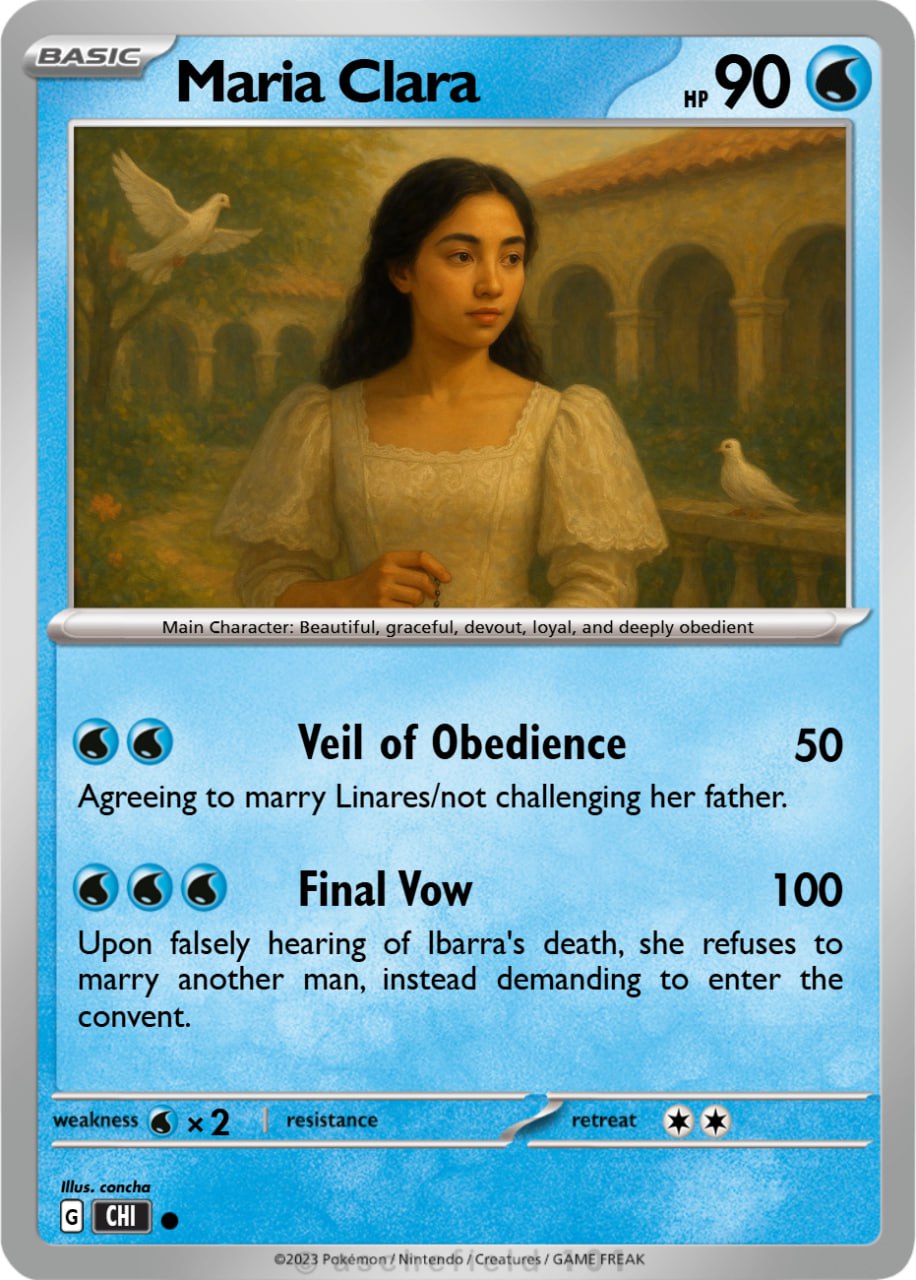 BASIC
Maria Clara
HP 90
Main Character: Beautiful, graceful, devout, loyal, and deeply obedient
Veil of Obedience 50
Agreeing to marry Linares/not challenging her father.
Final Vow 100
Upon falsely hearing of Ibarra's death, she refuses to
marry another man, instead demanding to enter the
convent.
weakness × 2 resistance retreat
Illus. concha
G CHI
©2023 Pokémon / Nintendo / Creatures / GAME FREAK